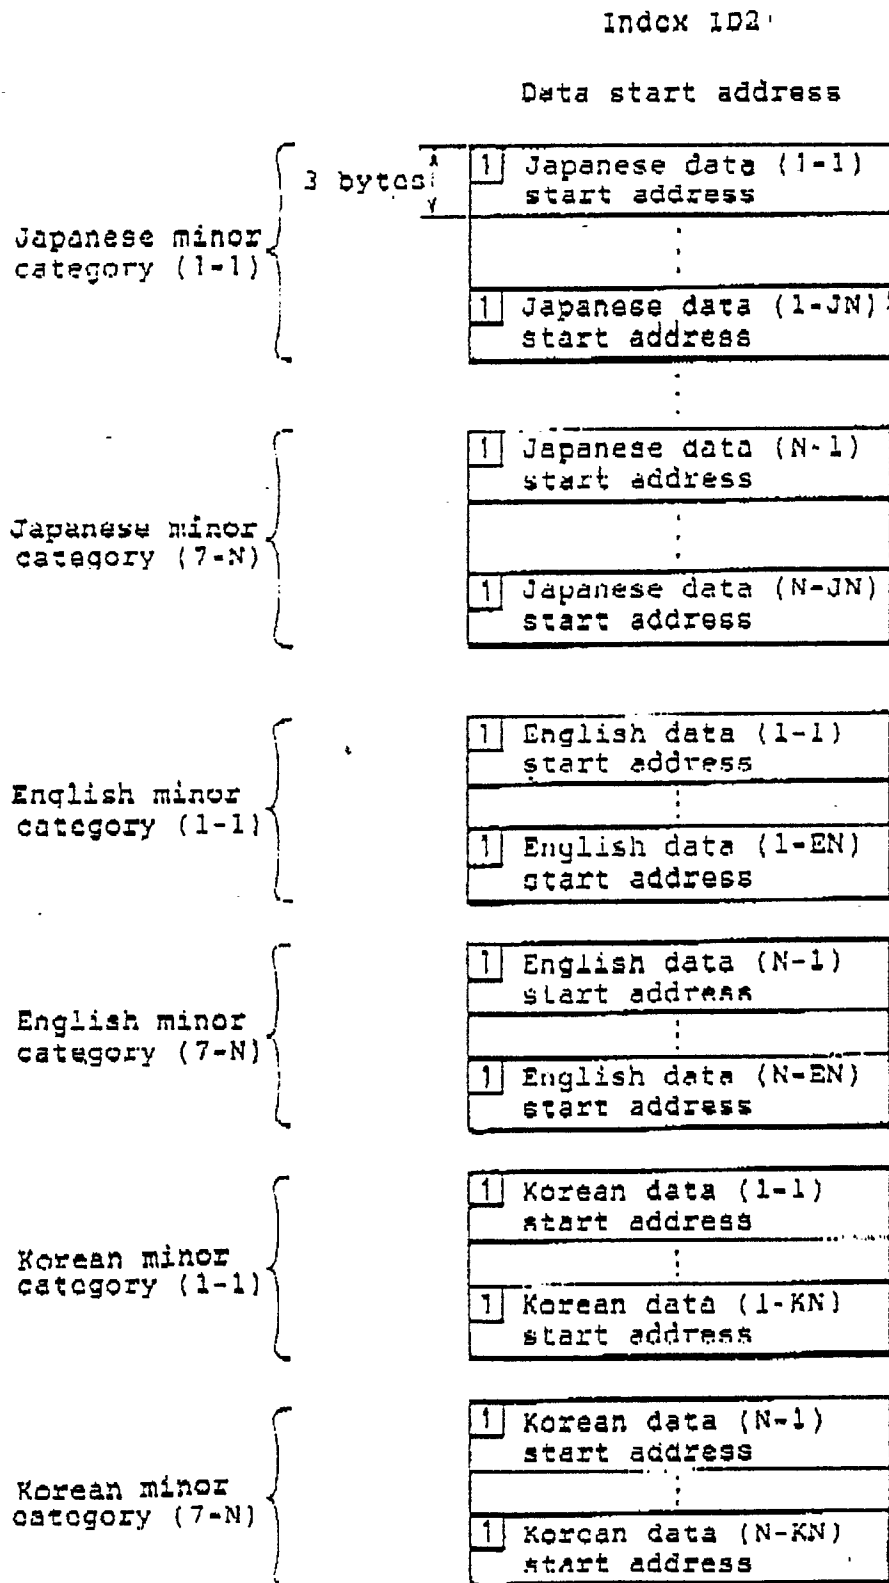 Index ID2
Data start address
3 bytes
1 Japanese data (1-1)
start address
Japanese minor
category (1-1)
1 Japanese data (1-JN)
start address
1 Japanese data (N-1)
start address
Japanese minor
category (7-N)
1 Japanese data (N-JN)
start address
1 English data (1-1)
start address
English minor
category (1-1)
1 English data (1-EN)
start address
1 English data (N-1)
start address
English minor
category (7-N)
1 English data (N-EN)
start address
1 Korean data (1-1)
start address
Korean minor
category (1-1)
1 Korean data (1-KN)
start address
1 Korean data (N-1)
start address
Korean minor
category (7-N)
1 Korean data (N-KN)
start address